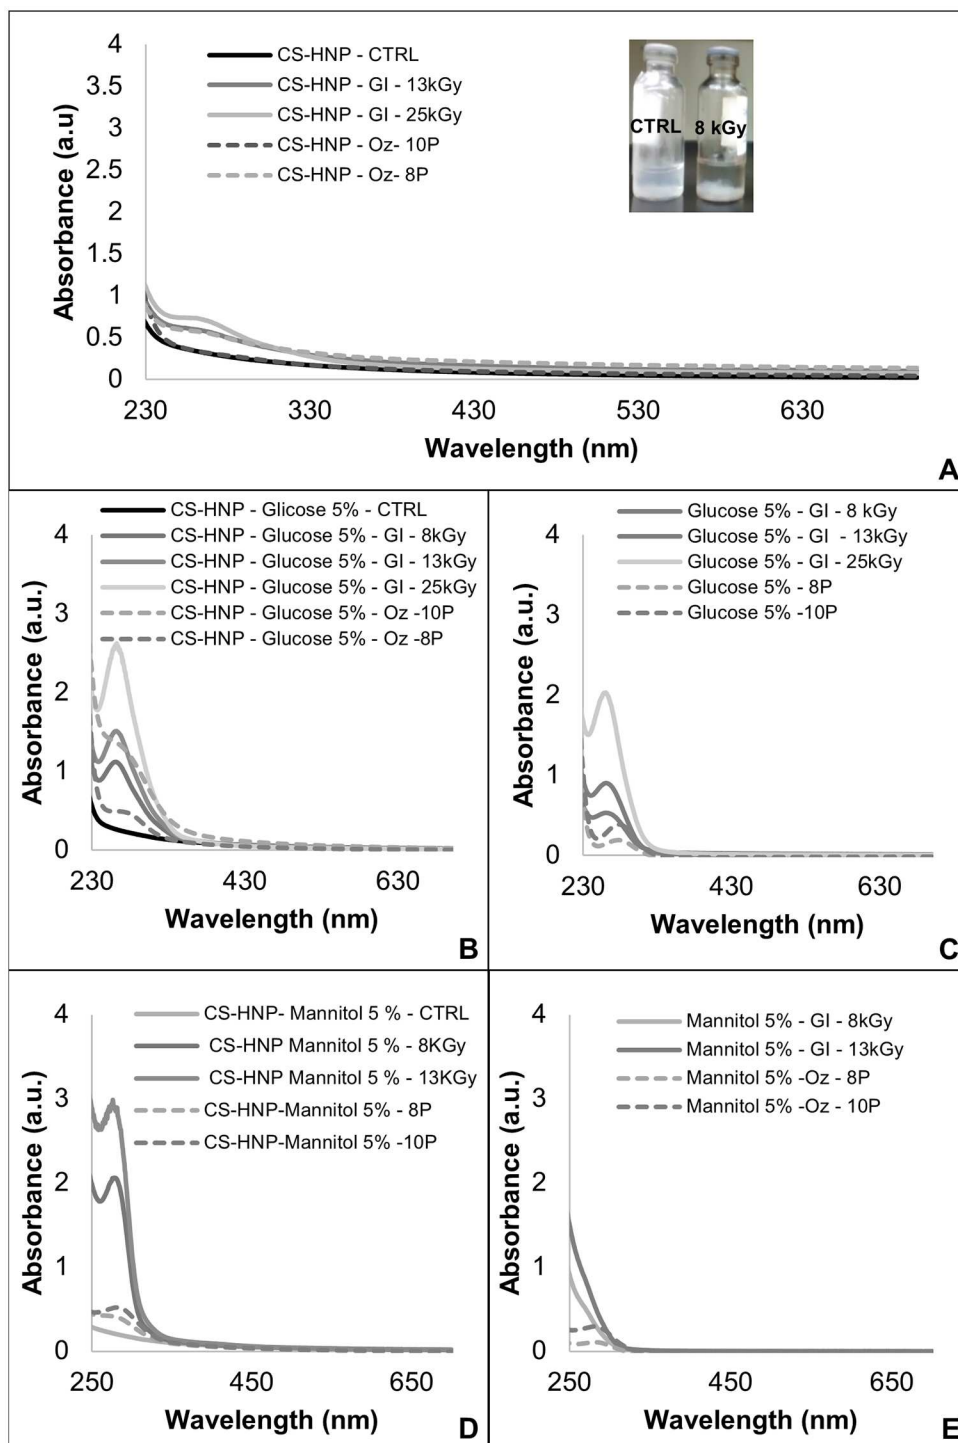 Absorbance (a.u)
4
3.5
3
2.5
2
1.5
1
0.5
0
CS-HNP - CTRL
CS-HNP - GI - 13kGy
CS-HNP - GI - 25kGy
CS-HNP - Oz- 10P
CS-HNP - Oz- 8P
CTRL 8 kGy
230 330 430 530 630
Wavelength (nm)
A
Absorbance (a.u.)
4
3
2
1
0
CS-HNP - Glicose 5% - CTRL
CS-HNP - Glucose 5% - GI - 8kGy
CS-HNP - Glucose 5% - GI - 13kGy
CS-HNP - Glucose 5% - GI - 25kGy
CS-HNP - Glucose 5% - Oz -10P
CS-HNP - Glucose 5% - Oz -8P
230 430 630
Wavelength (nm)
B
Absorbance (a.u.)
4
3
2
1
0
Glucose 5% - GI - 8 kGy
Glucose 5% - GI - 13kGy
Glucose 5% - GI - 25kGy
Glucose 5% - 8P
Glucose 5% -10P
230 430 630
Wavelength (nm)
C
Absorbance (a.u.)
4
3
2
1
0
CS-HNP- Mannitol 5 % - CTRL
CS-HNP Mannitol 5 % - 8KGy
CS-HNP Mannitol 5 % - 13KGy
CS-HNP-Mannitol 5% - 8P
CS-HNP-Mannitol 5% -10P
250 450 650
Wavelength (nm)
D
Absorbance (a.u.)
4
3
2
1
0
Mannitol 5% - GI - 8kGy
Mannitol 5% - GI - 13kGy
Mannitol 5% -Oz - 8P
Mannitol 5% -Oz - 10P
250 450 650
Wavelength (nm)
E